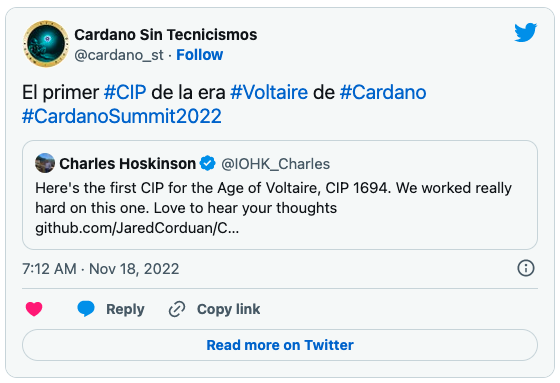 Cardano Sin Tecnicismos
@cardano_st · Follow
El primer #CIP de la era #Voltaire de #Cardano
#CardanoSummit2022
Charles Hoskinson @IOHK_Charles
Here's the first CIP for the Age of Voltaire, CIP 1694. We worked really
hard on this one. Love to hear your thoughts
github.com/JaredCorduan/C...
7:12 AM · Nov 18, 2022
Reply Copy link
Read more on Twitter